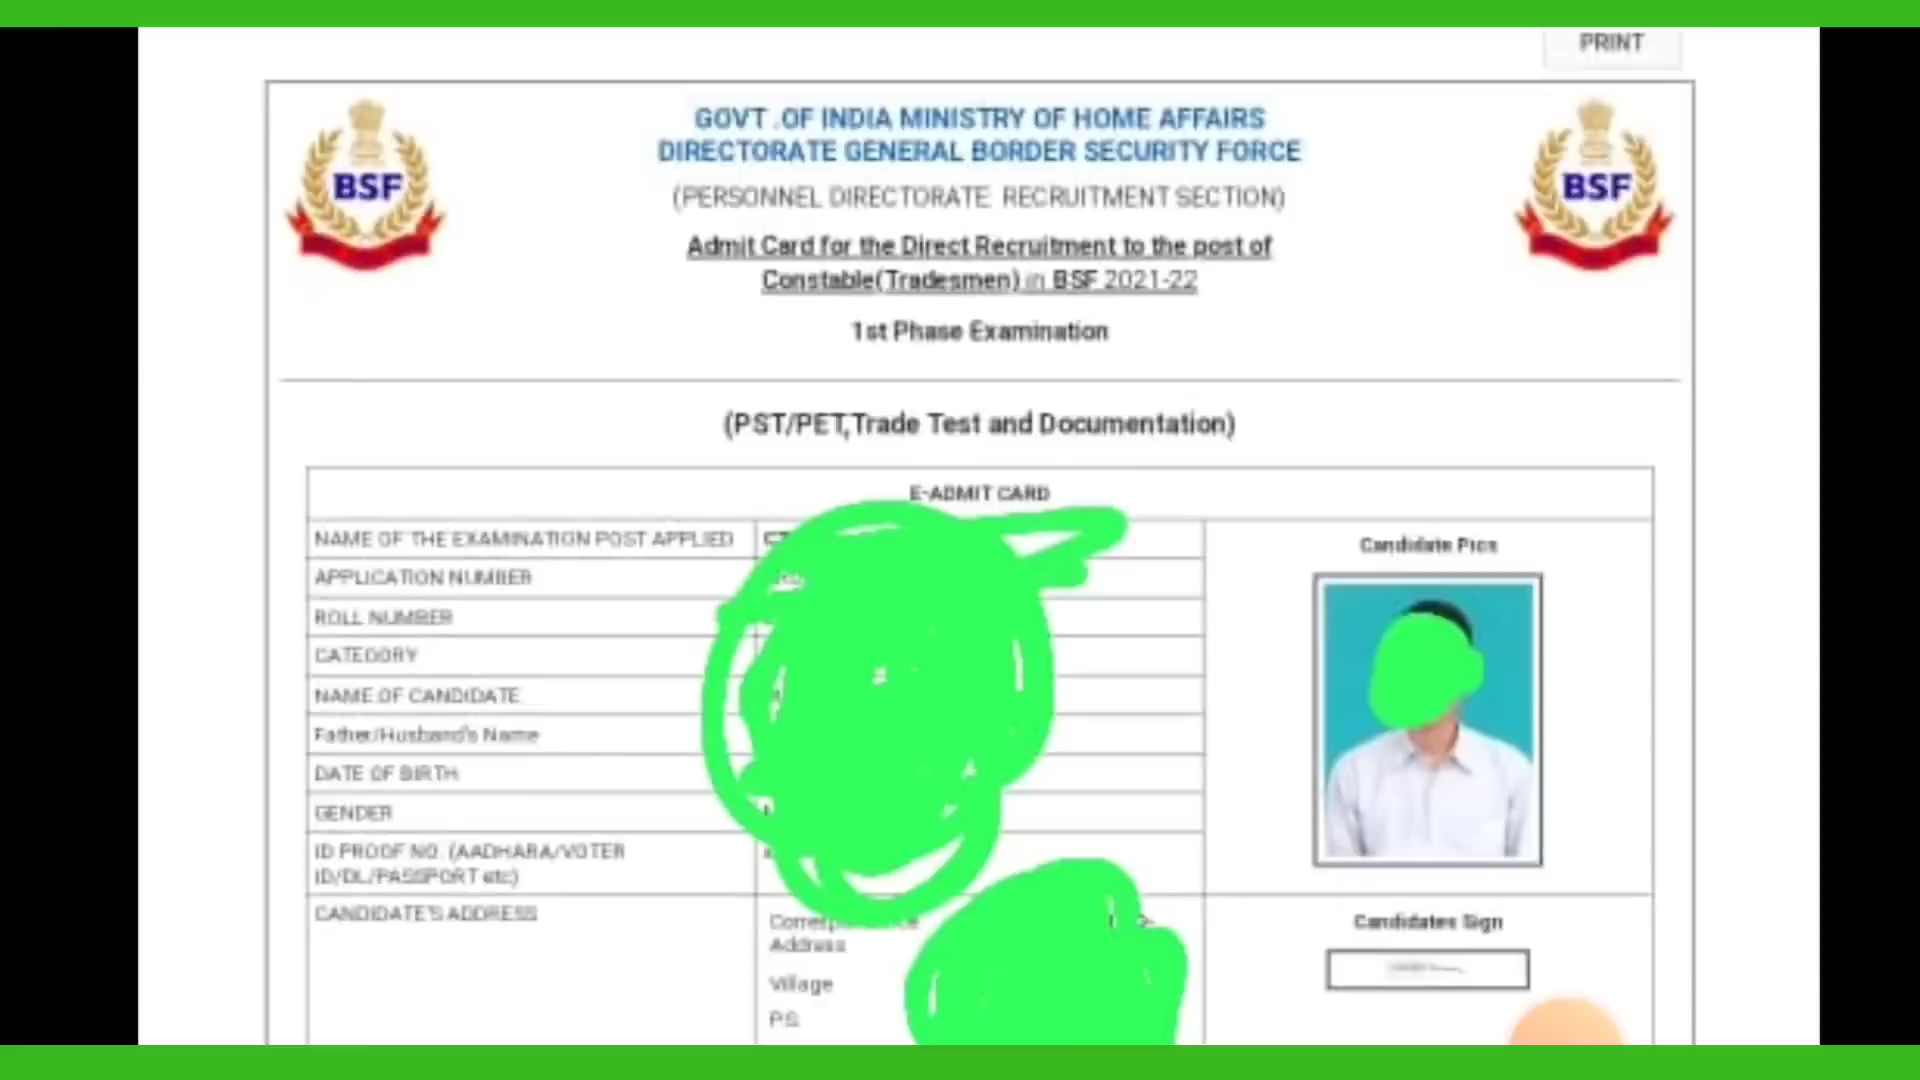 PRINT
BSF
GOVT .OF INDIA MINISTRY OF HOME AFFAIRS
DIRECTORATE GENERAL BORDER SECURITY FORCE
BSF
(PERSONNEL DIRECTORATE RECRUITMENT SECTION)
Admit Card for the Direct Recruitment to the post of
Constable(Tradesmen) in BSF 2021-22
1st Phase Examination
(PST/PET,Trade Test and Documentation)
E-ADMIT CARD
NAME OF THE EXAMINATION POST APPLIED
Candidate Pics
APPLICATION NUMBER
ROLL NUMBER
CATEGORY
NAME OF CANDIDATE
Father/Husband's Name
DATE OF BIRTH
GENDER
ID PROOF NO. (AADHARA/VOTER
ID/DL/PASSPORT etc)
CANDIDATE'S ADDRESS
Candidates Sign
Address
Village
P.S.